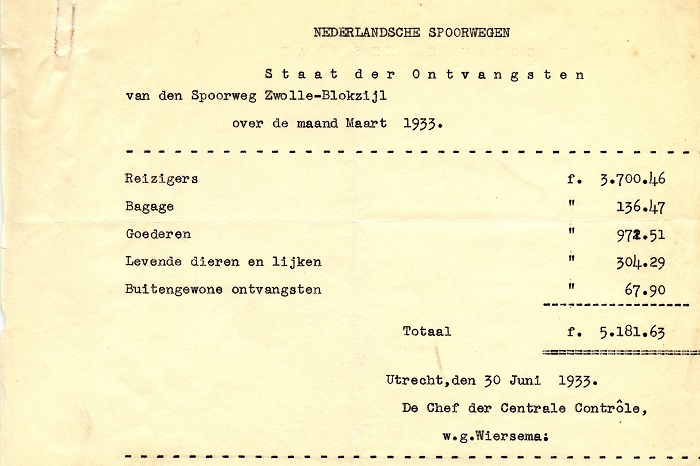 NEDERLANDSCHE SPOORWEGEN
Staat der Ontvangsten
van den Spoorweg Zwolle-Blokzijl
over de maand Maart 1933.
Reizigers f. 3.700.46
Bagage " 136.47
Goederen " 972.51
Levende dieren en lijken " 304.29
Buitengewone ontvangsten " 67.90
Totaal f. 5.181.63
Utrecht,den 30 Juni 1933.
De Chef der Centrale Contrôle,
w.g.Wiersema: